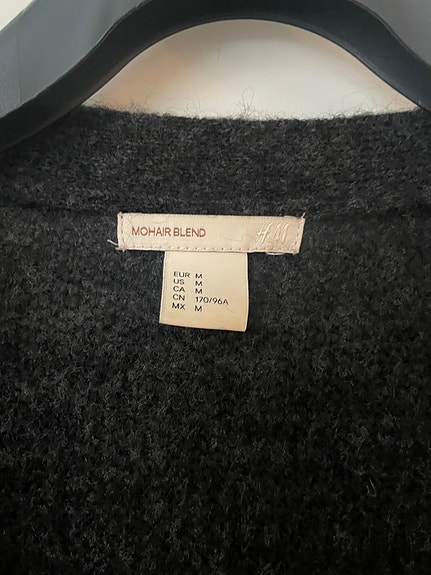 MOHAIR BLEND H&M
EUR M
US M
CA M
CN 170/96A
MX M